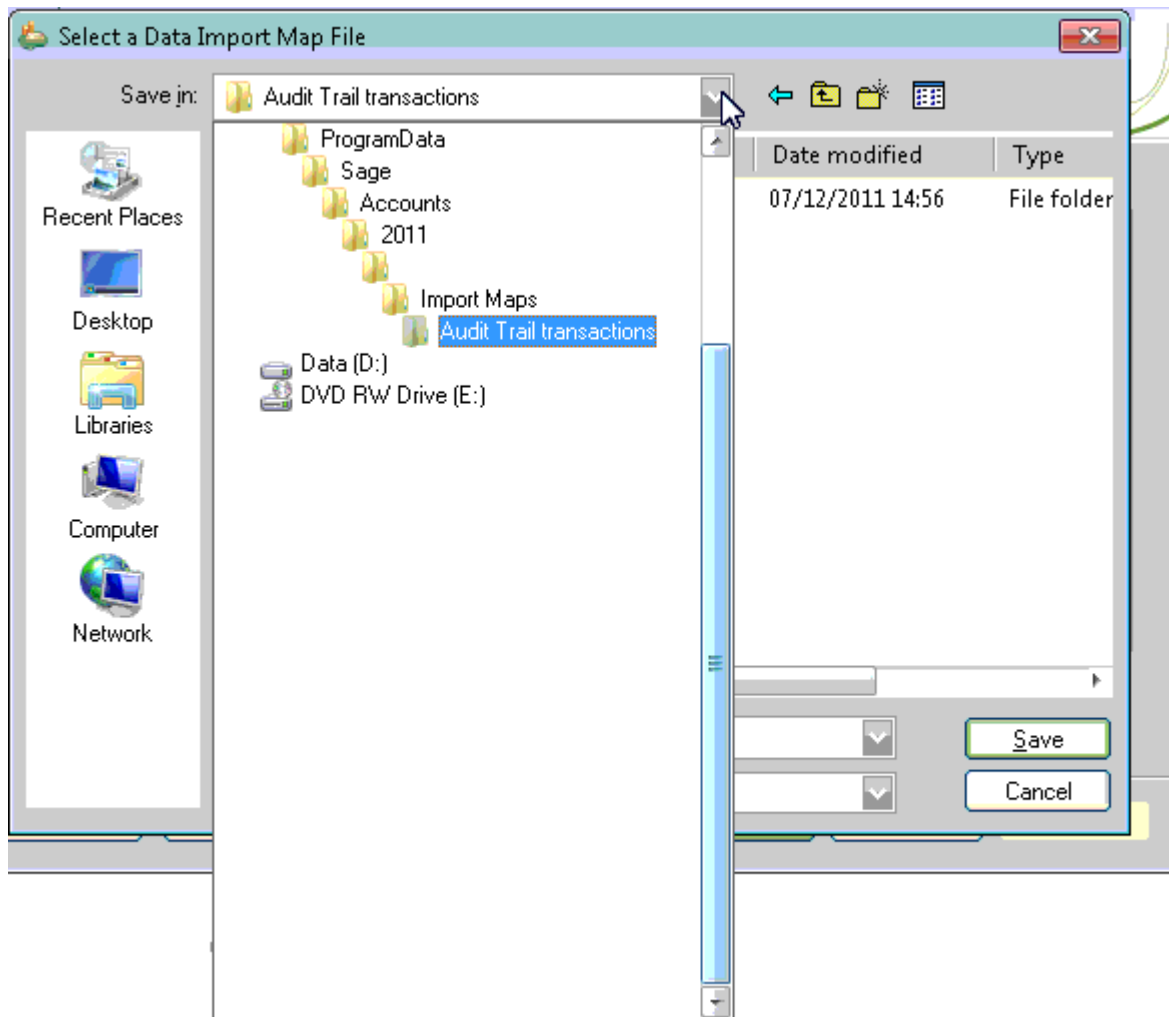 Select a Data Import Map File
Save in:
Audit Trail transactions
ProgramData
Sage
Accounts
2011
Import Maps
Audit Trail transactions
Data (D:)
DVD RW Drive (E:)
Recent Places
Desktop
Libraries
Computer
Network
Date modified
Type
07/12/2011 14:56
File folder
Save
Cancel